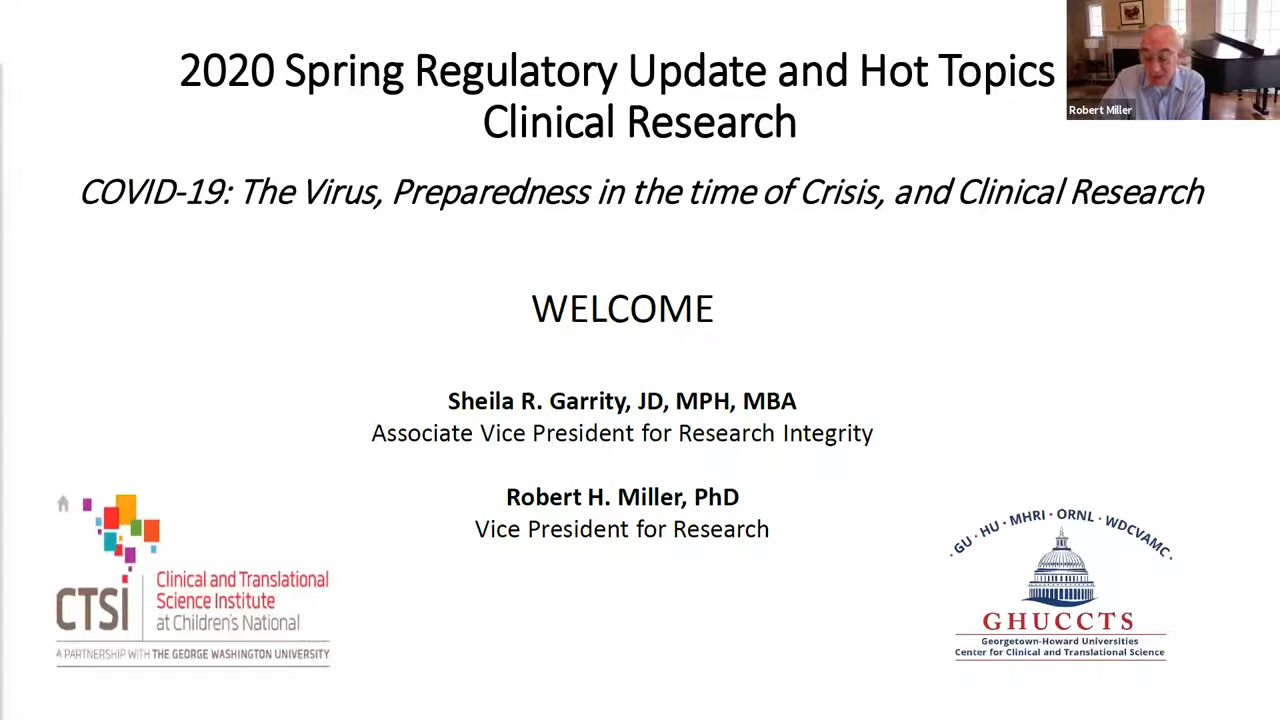 2020 Spring Regulatory Update and Hot Topics
Clinical Research
COVID-19: The Virus, Preparedness in the time of Crisis, and Clinical Research
Robert Miller
WELCOME
Sheila R. Garrity, JD, MPH, MBA
Associate Vice President for Research Integrity
Robert H. Miller, PhD
Vice President for Research
CTSi
Clinical and Translational
Science Institute
at Children's National
A PARTNERSHIP WITH THE GEORGE WASHINGTON UNIVERSITY
· GU · HU · MHRI · ORNL · WDCVAMC ·
GHUCCTS
Georgetown-Howard Universities
Center for Clinical and Translational Science